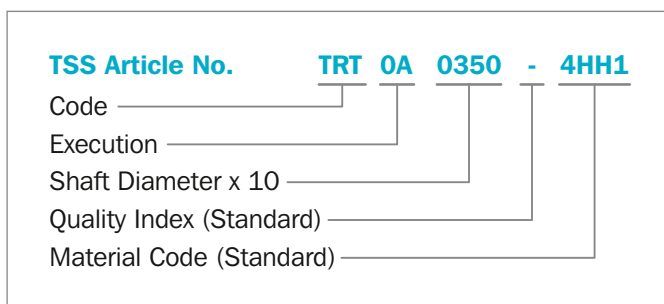 TSS Article No. TRT 0A 0350 - 4HH1
Code
Execution
Shaft Diameter x 10
Quality Index (Standard)
Material Code (Standard)